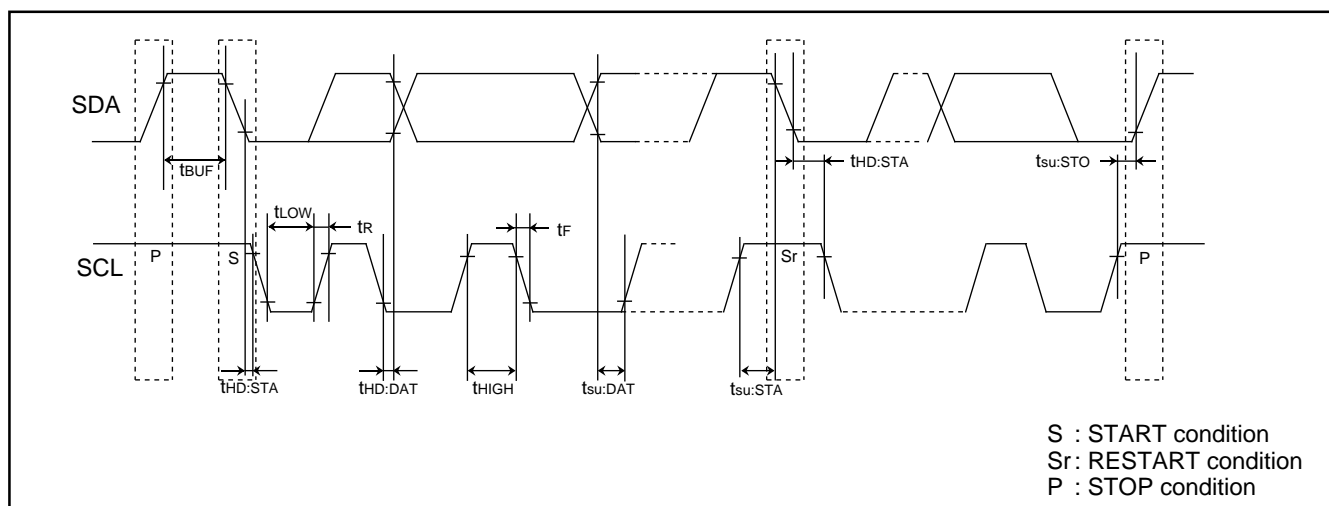 SDA
tBUF
tHD:STA
tsu:STO
tLOW
tR
tF
SCL
P
S
Sr
P
tHD:STA
tHD:DAT
tHIGH
tsu:DAT
tsu:STA
S : START condition
Sr : RESTART condition
P : STOP condition